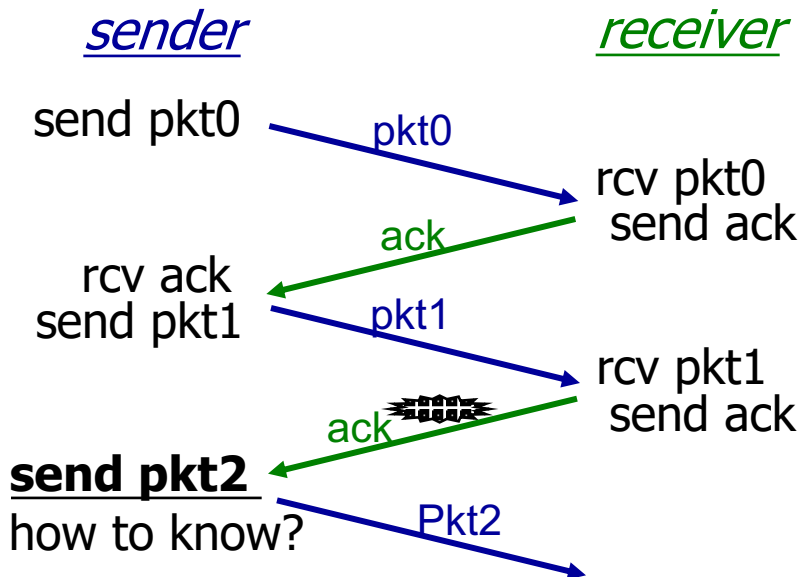 sender
receiver
send pkt0
pkt0
rcv pkt0
send ack
ack
rcv ack
send pkt1
pkt1
rcv pkt1
send ack
ack
send pkt2
how to know?
Pkt2